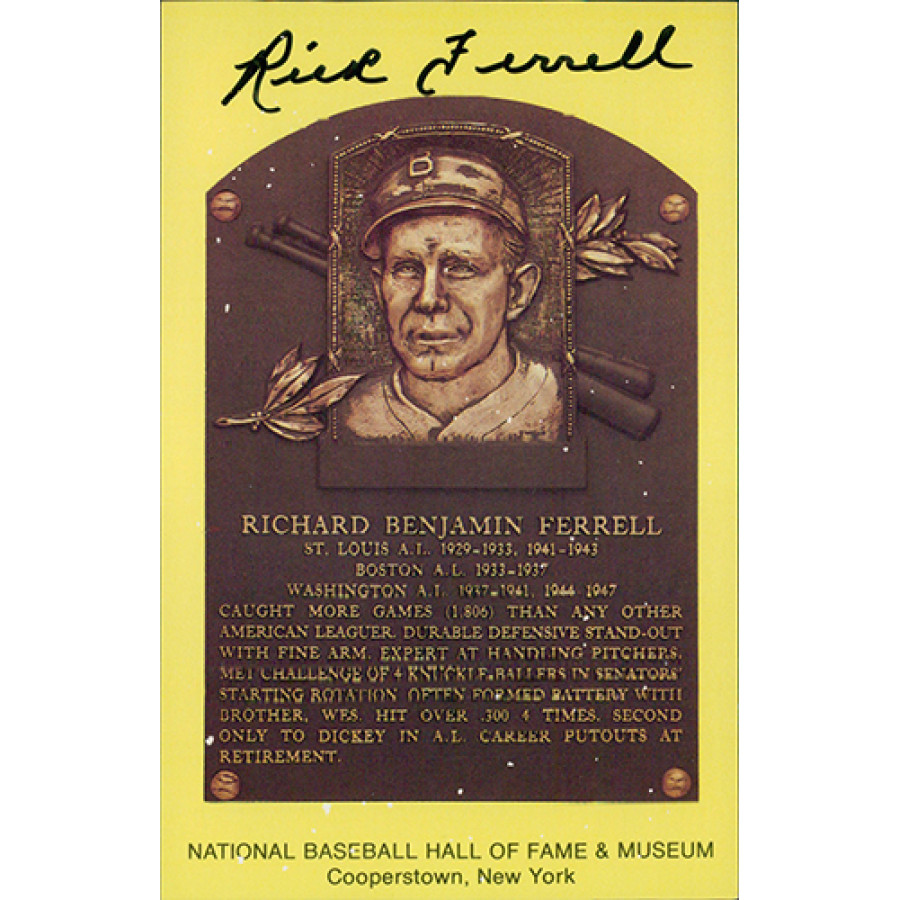 Rick Ferrell
B
RICHARD BENJAMIN FERRELL
ST. LOUIS A.L. 1929-1933, 1941-1943
BOSTON A.L. 1933-1937
WASHINGTON A.L. 1937-1941, 1944 1947
CAUGHT MORE GAMES (1,806) THAN ANY OTHER
AMERICAN LEAGUER. DURABLE DEFENSIVE STAND-OUT
WITH FINE ARM. EXPERT AT HANDLING PITCHERS.
MET CHALLENGE OF 4 KNUCKLE-BALLERS IN SENATORS'
STARTING ROTATION. OFTEN FORMED BATTERY WITH
BROTHER, WES. HIT OVER .300 4 TIMES. SECOND
ONLY TO DICKEY IN A.L. CAREER PUTOUTS AT
RETIREMENT.
NATIONAL BASEBALL HALL OF FAME & MUSEUM
Cooperstown, New York